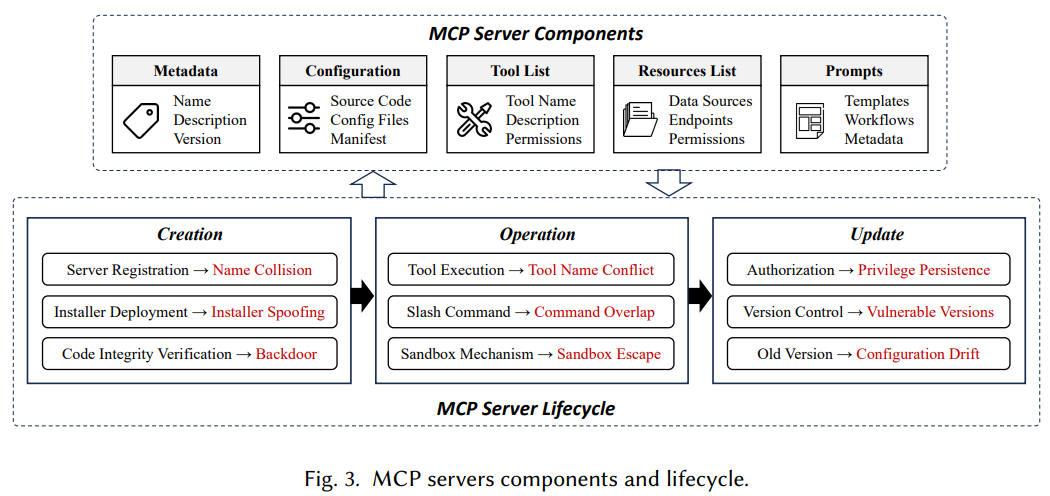 MCP Server Components
Metadata
Name
Description
Version
Configuration
Source Code
Config Files
Manifest
Tool List
Tool Name
Description
Permissions
Resources List
Data Sources
Endpoints
Permissions
Prompts
Templates
Workflows
Metadata
Creation
Server Registration → Name Collision
Installer Deployment → Installer Spoofing
Code Integrity Verification → Backdoor
Operation
Tool Execution → Tool Name Conflict
Slash Command → Command Overlap
Sandbox Mechanism → Sandbox Escape
Update
Authorization → Privilege Persistence
Version Control → Vulnerable Versions
Old Version → Configuration Drift
MCP Server Lifecycle
Fig. 3. MCP servers components and lifecycle.